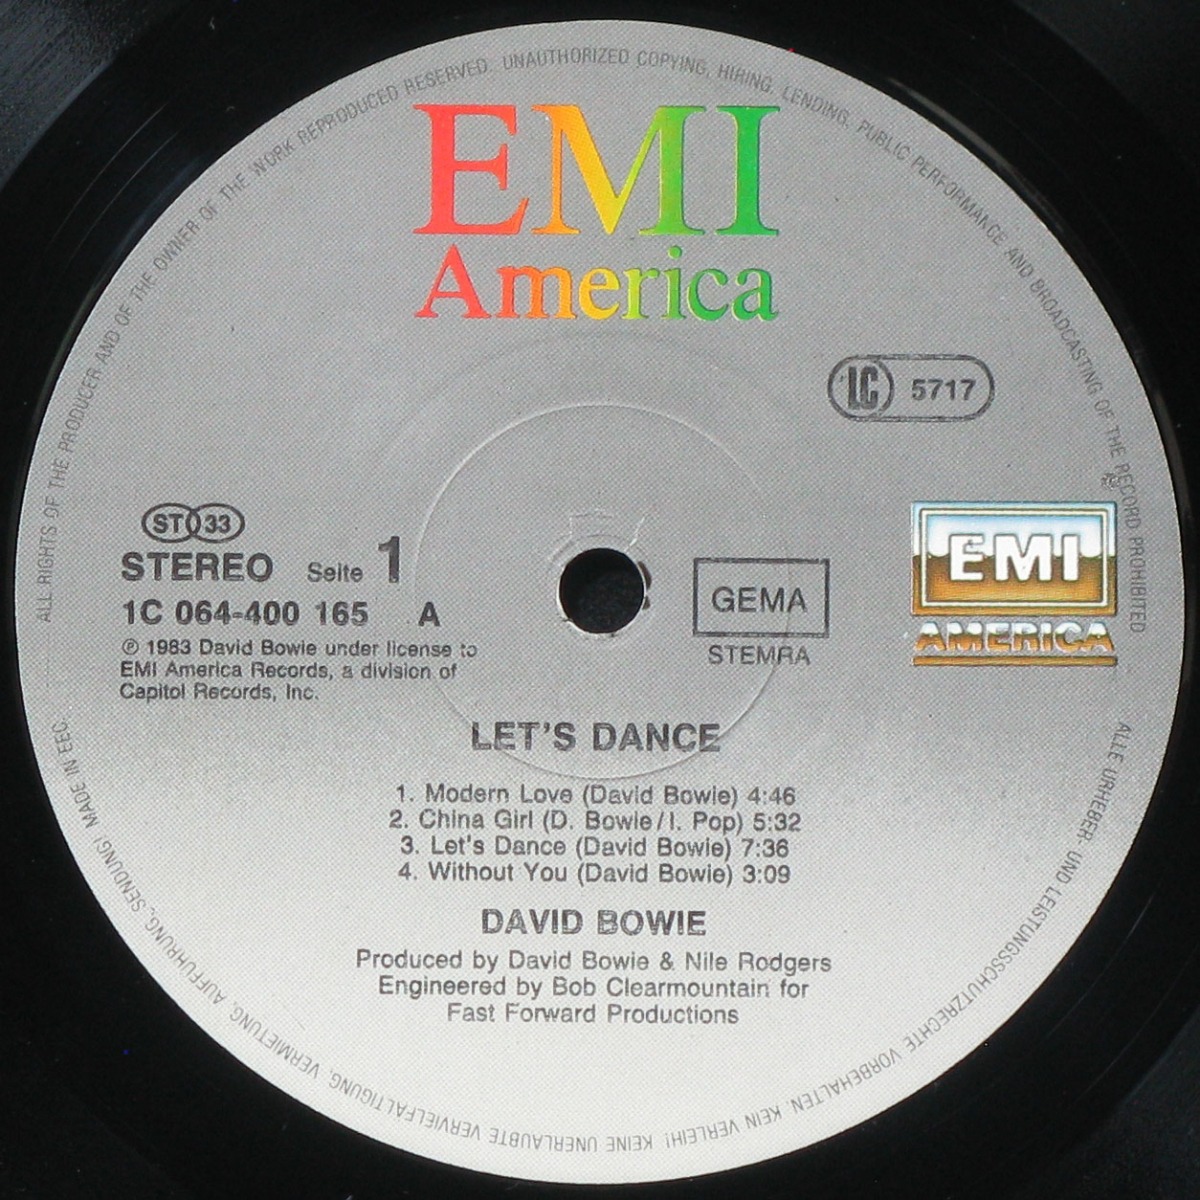 ALL RIGHTS OF THE PRODUCER AND OF THE OWNER OF THE WORK REPRODUCED RESERVED. UNAUTHORIZED COPYING, HIRING, LENDING, PUBLIC PERFORMANCE AND BROADCASTING OF THE RECORD PROHIBITED
EMI
America
LC 5717
ST 33
STEREO Seite 1
1C 064-400 165 A
℗ 1983 David Bowie under license to
EMI America Records, a division of
Capitol Records, Inc.
GEMA
STEMRA
EMI
AMERICA
LET'S DANCE
1. Modern Love (David Bowie) 4:46
2. China Girl (D. Bowie/I. Pop) 5:32
3. Let's Dance (David Bowie) 7:36
4. Without You (David Bowie) 3:09
DAVID BOWIE
Produced by David Bowie & Nile Rodgers
Engineered by Bob Clearmountain for
Fast Forward Productions
ALLE URHEBER- UND LEISTUNGSSCHUTZRECHTE VORBEHALTEN. KEIN VERLEIH! KEINE UNERLAUBTE VERVIELFÄLTIGUNG, VERMIETUNG, AUFFÜHRUNG, SENDUNG! MADE IN EEC.